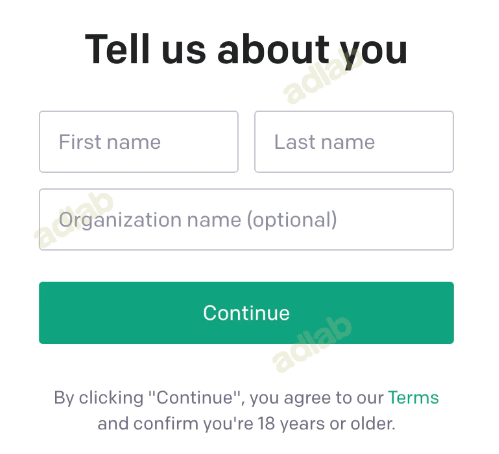 Tell us about you
adlab
First name
Last name
adlab
Organization name (optional)
Continue
adlab
By clicking "Continue", you agree to our Terms
and confirm you're 18 years or older.